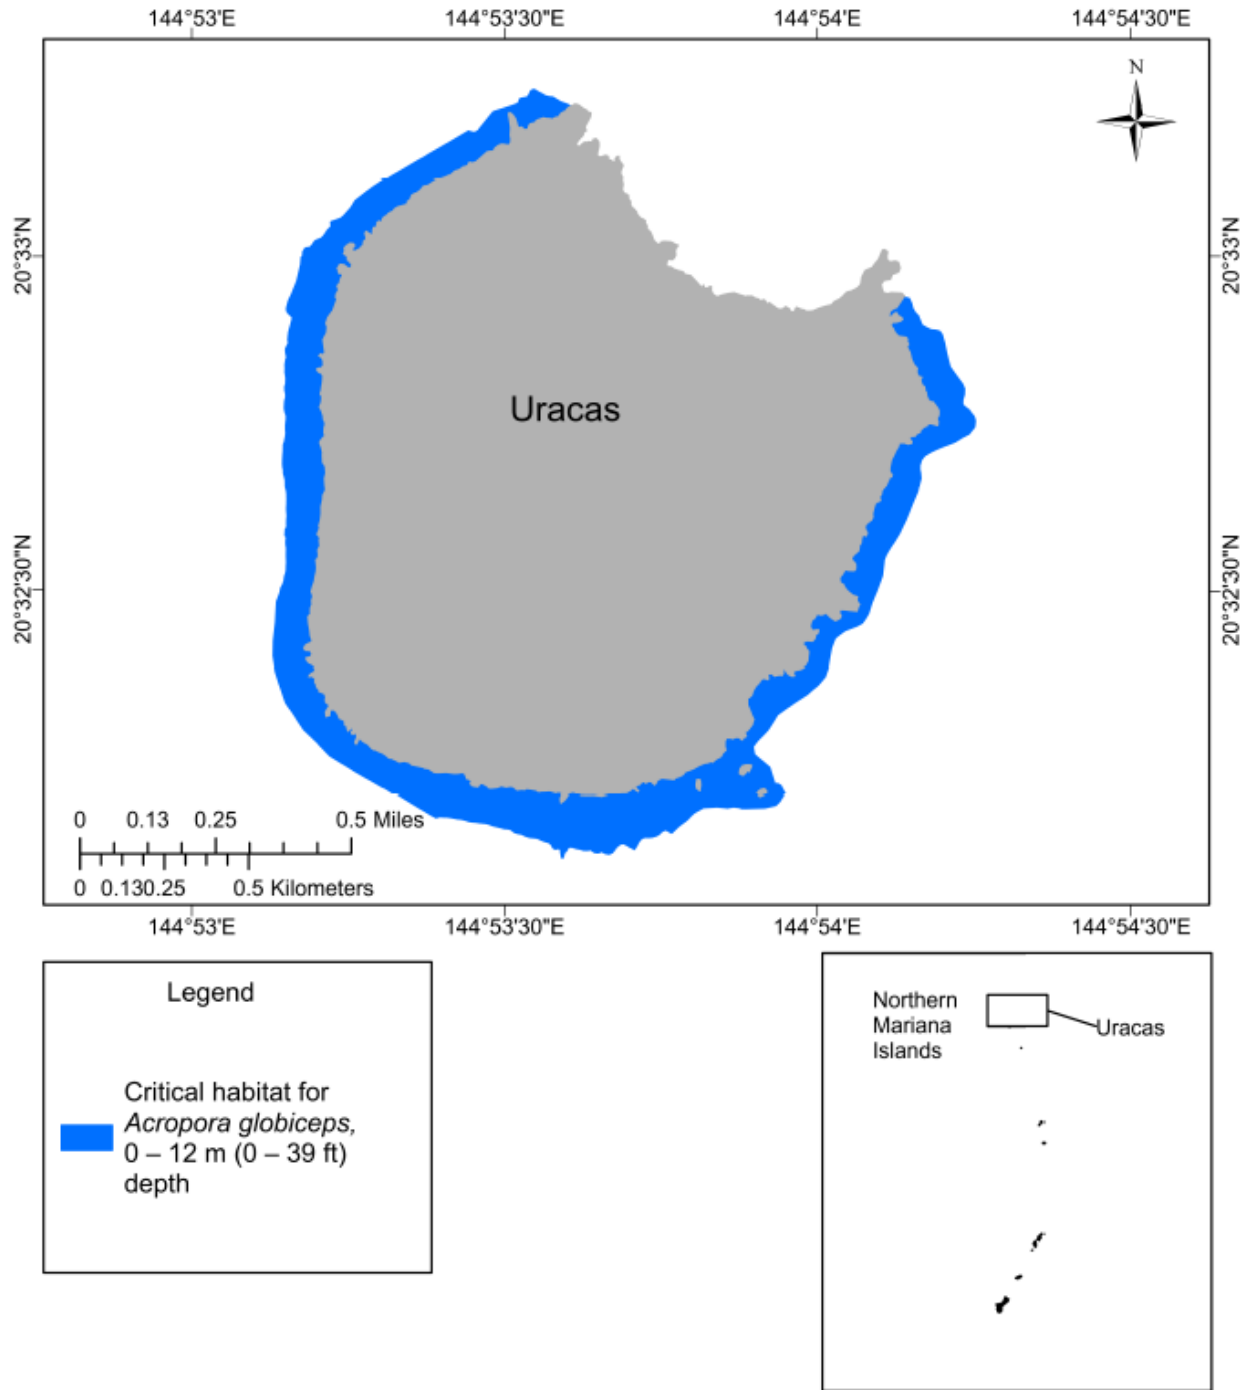 144°53'E 144°53'30"E 144°54'E 144°54'30"E
N
20°33'N 20°33'N
Uracas
20°32'30"N 20°32'30"N
0 0.13 0.25 0.5 Miles
0 0.130.25 0.5 Kilometers
144°53'E 144°53'30"E 144°54'E 144°54'30"E
Legend
Critical habitat for
Acropora globiceps,
0 – 12 m (0 – 39 ft)
depth
Northern
Mariana
Islands
Uracas